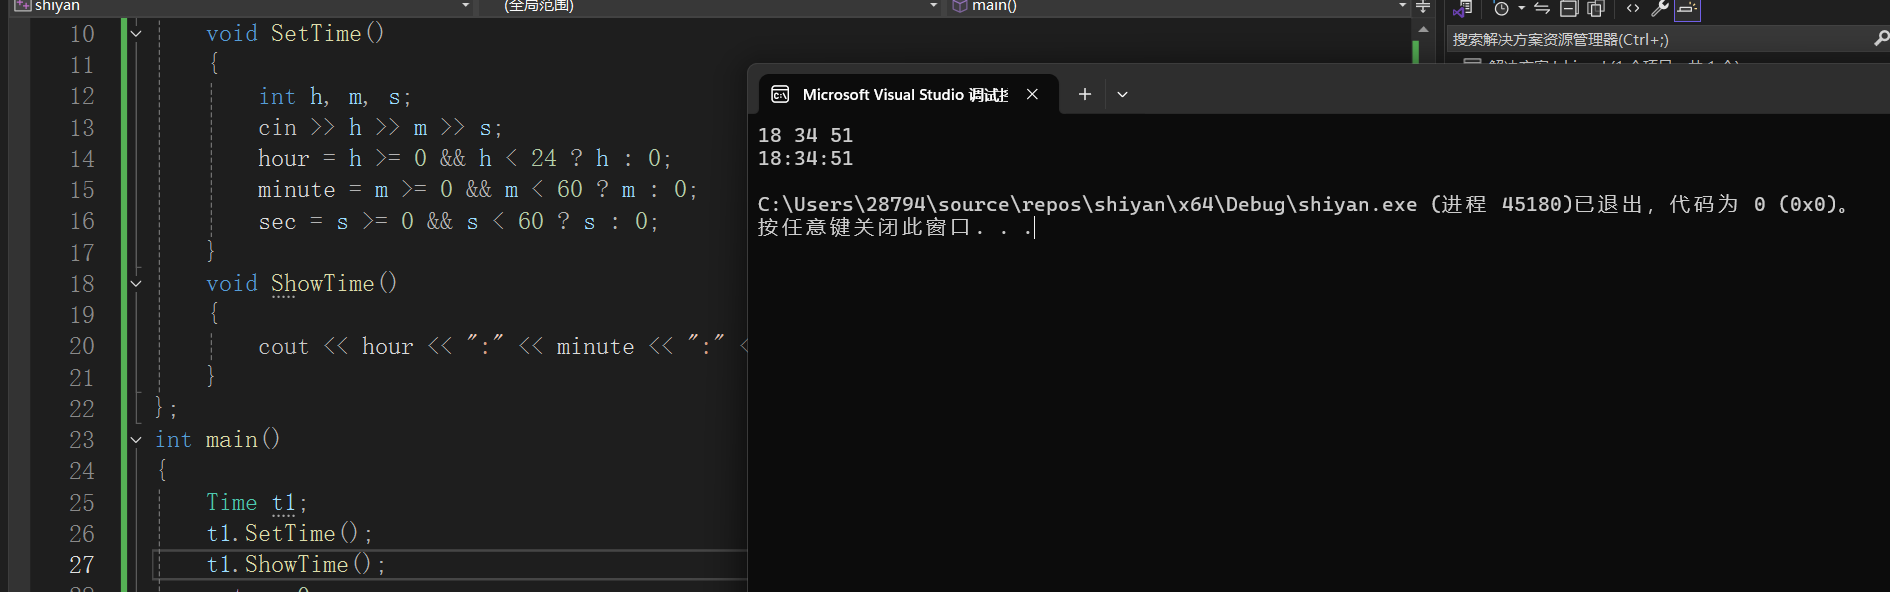 shiyan
(全局范围)
main()
搜索解决方案资源管理器(Ctrl+;)
10 void SetTime()
11 {
12 int h, m, s;
13 cin >> h >> m >> s;
14 hour = h >= 0 && h < 24 ? h : 0;
15 minute = m >= 0 && m < 60 ? m : 0;
16 sec = s >= 0 && s < 60 ? s : 0;
17 }
18 void ShowTime()
19 {
20 cout << hour << ":" << minute << ":" <
21 }
22 };
23 int main()
24 {
25 Time t1;
26 t1.SetTime();
27 t1.ShowTime();
Microsoft Visual Studio 调试
18 34 51
18:34:51
C:\Users\28794\source\repos\shiyan\x64\Debug\shiyan.exe (进程 45180)已退出，代码为 0 (0x0)。
按任意键关闭此窗口. . .